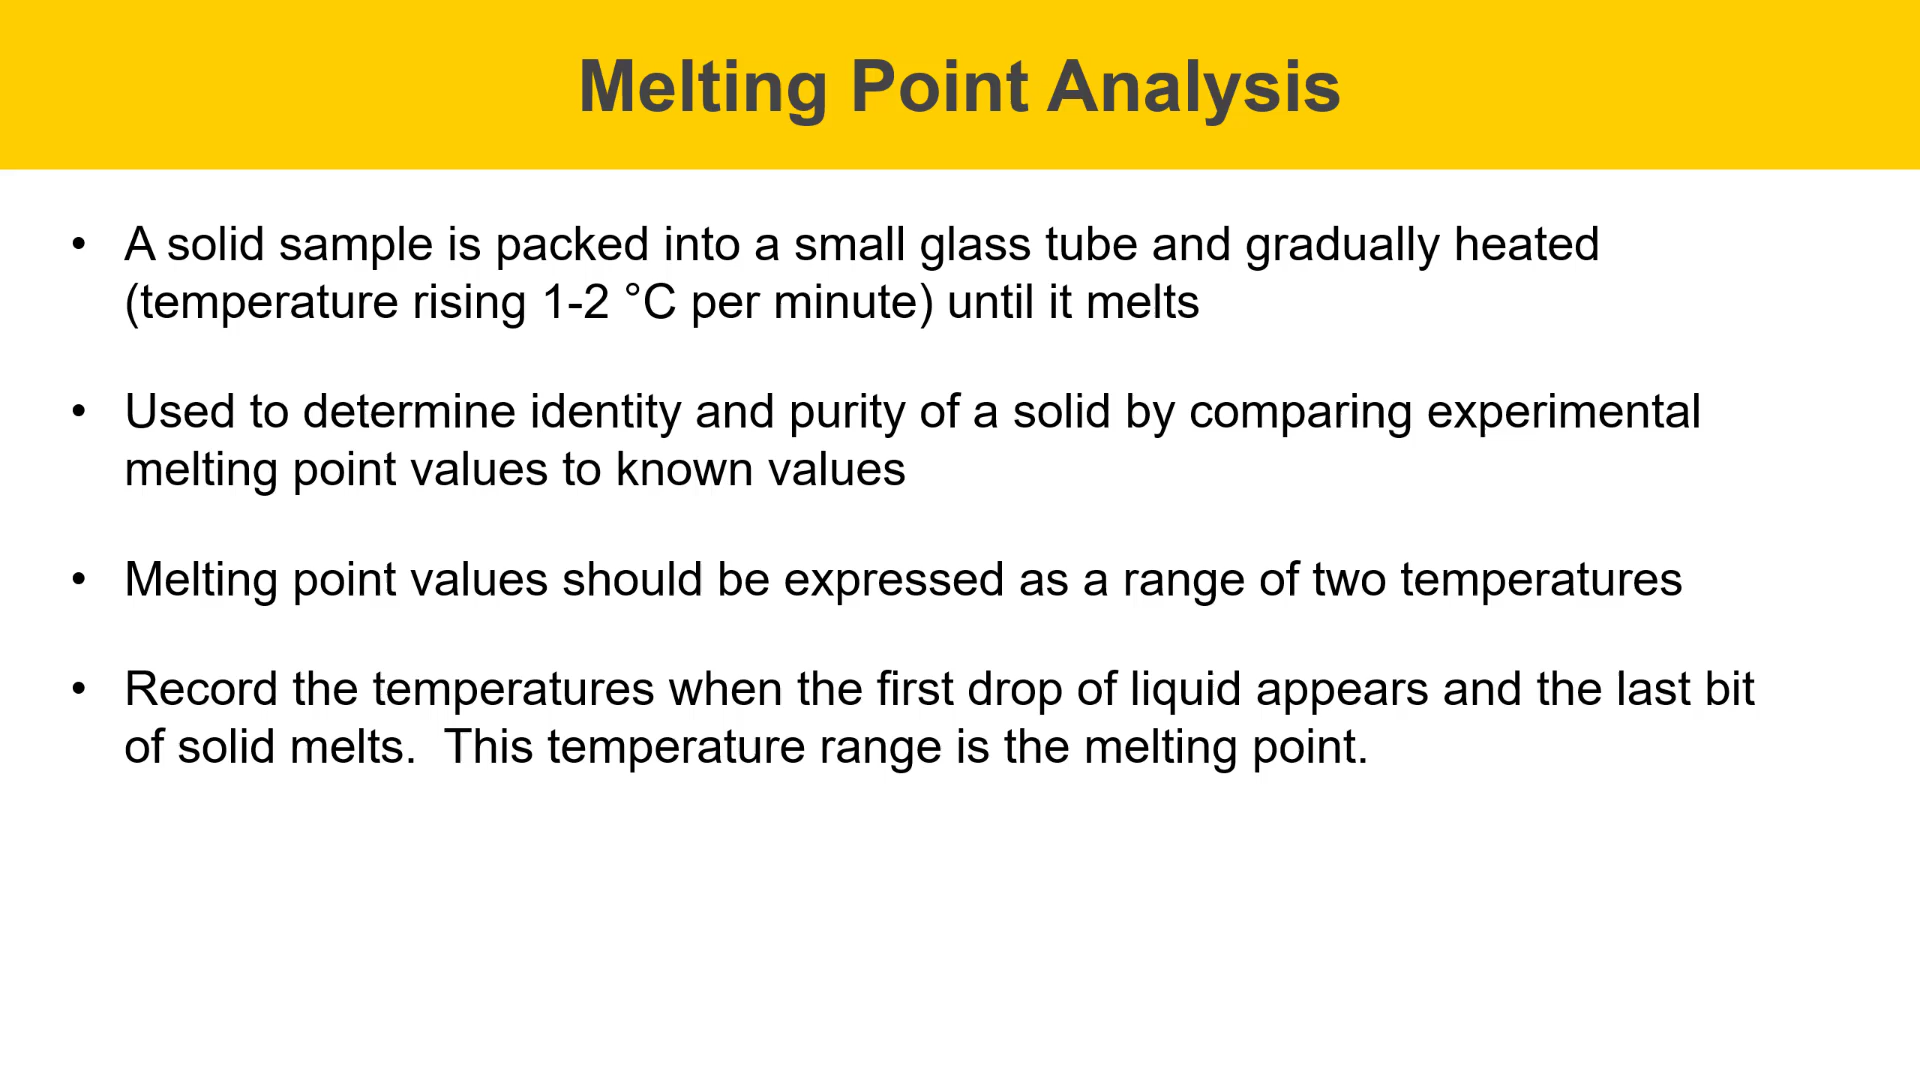 Melting Point Analysis
• A solid sample is packed into a small glass tube and gradually heated
(temperature rising 1-2 °C per minute) until it melts
• Used to determine identity and purity of a solid by comparing experimental
melting point values to known values
• Melting point values should be expressed as a range of two temperatures
• Record the temperatures when the first drop of liquid appears and the last bit
of solid melts.  This temperature range is the melting point.